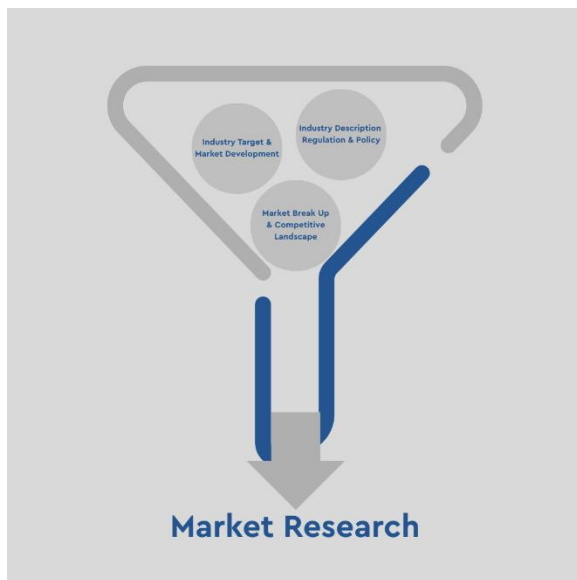 Industry Target &
Market Development
Industry Description
Regulation & Policy
Market Break Up
& Competitive
Landscape
Market Research